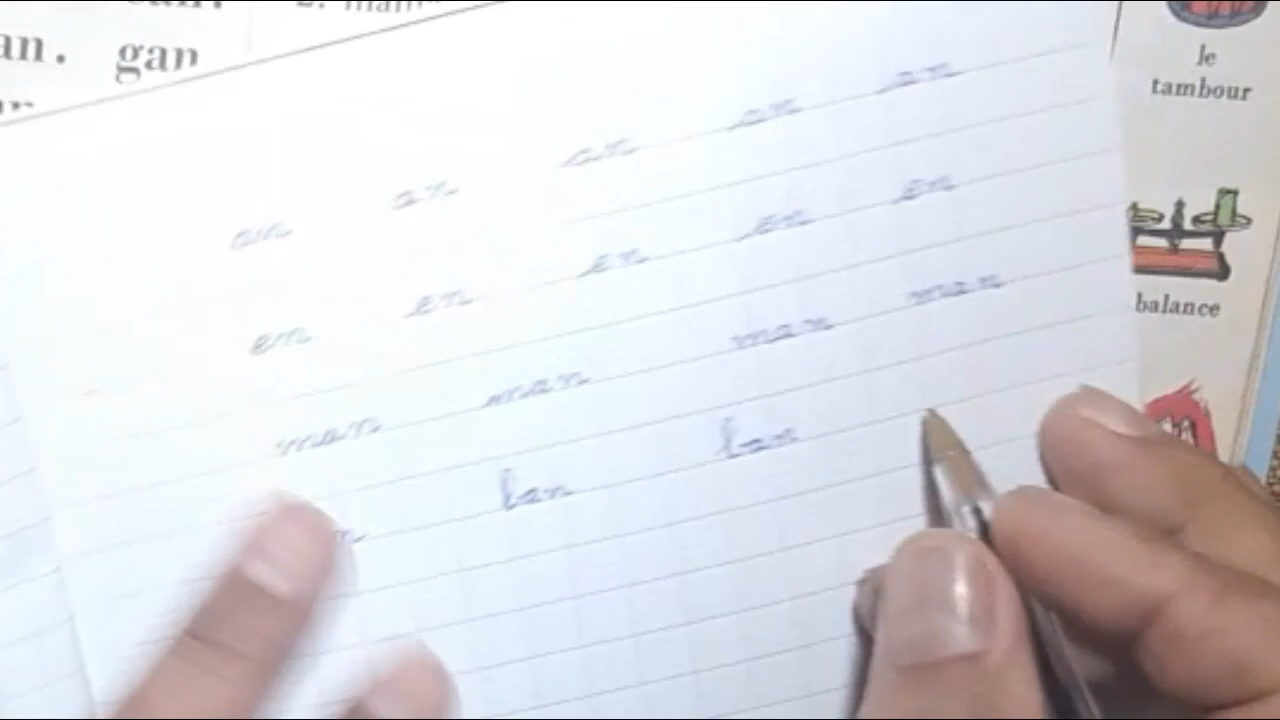 an. gan
le
tambour
balance
an an an an an
en en en en en
man man man man
lan lan